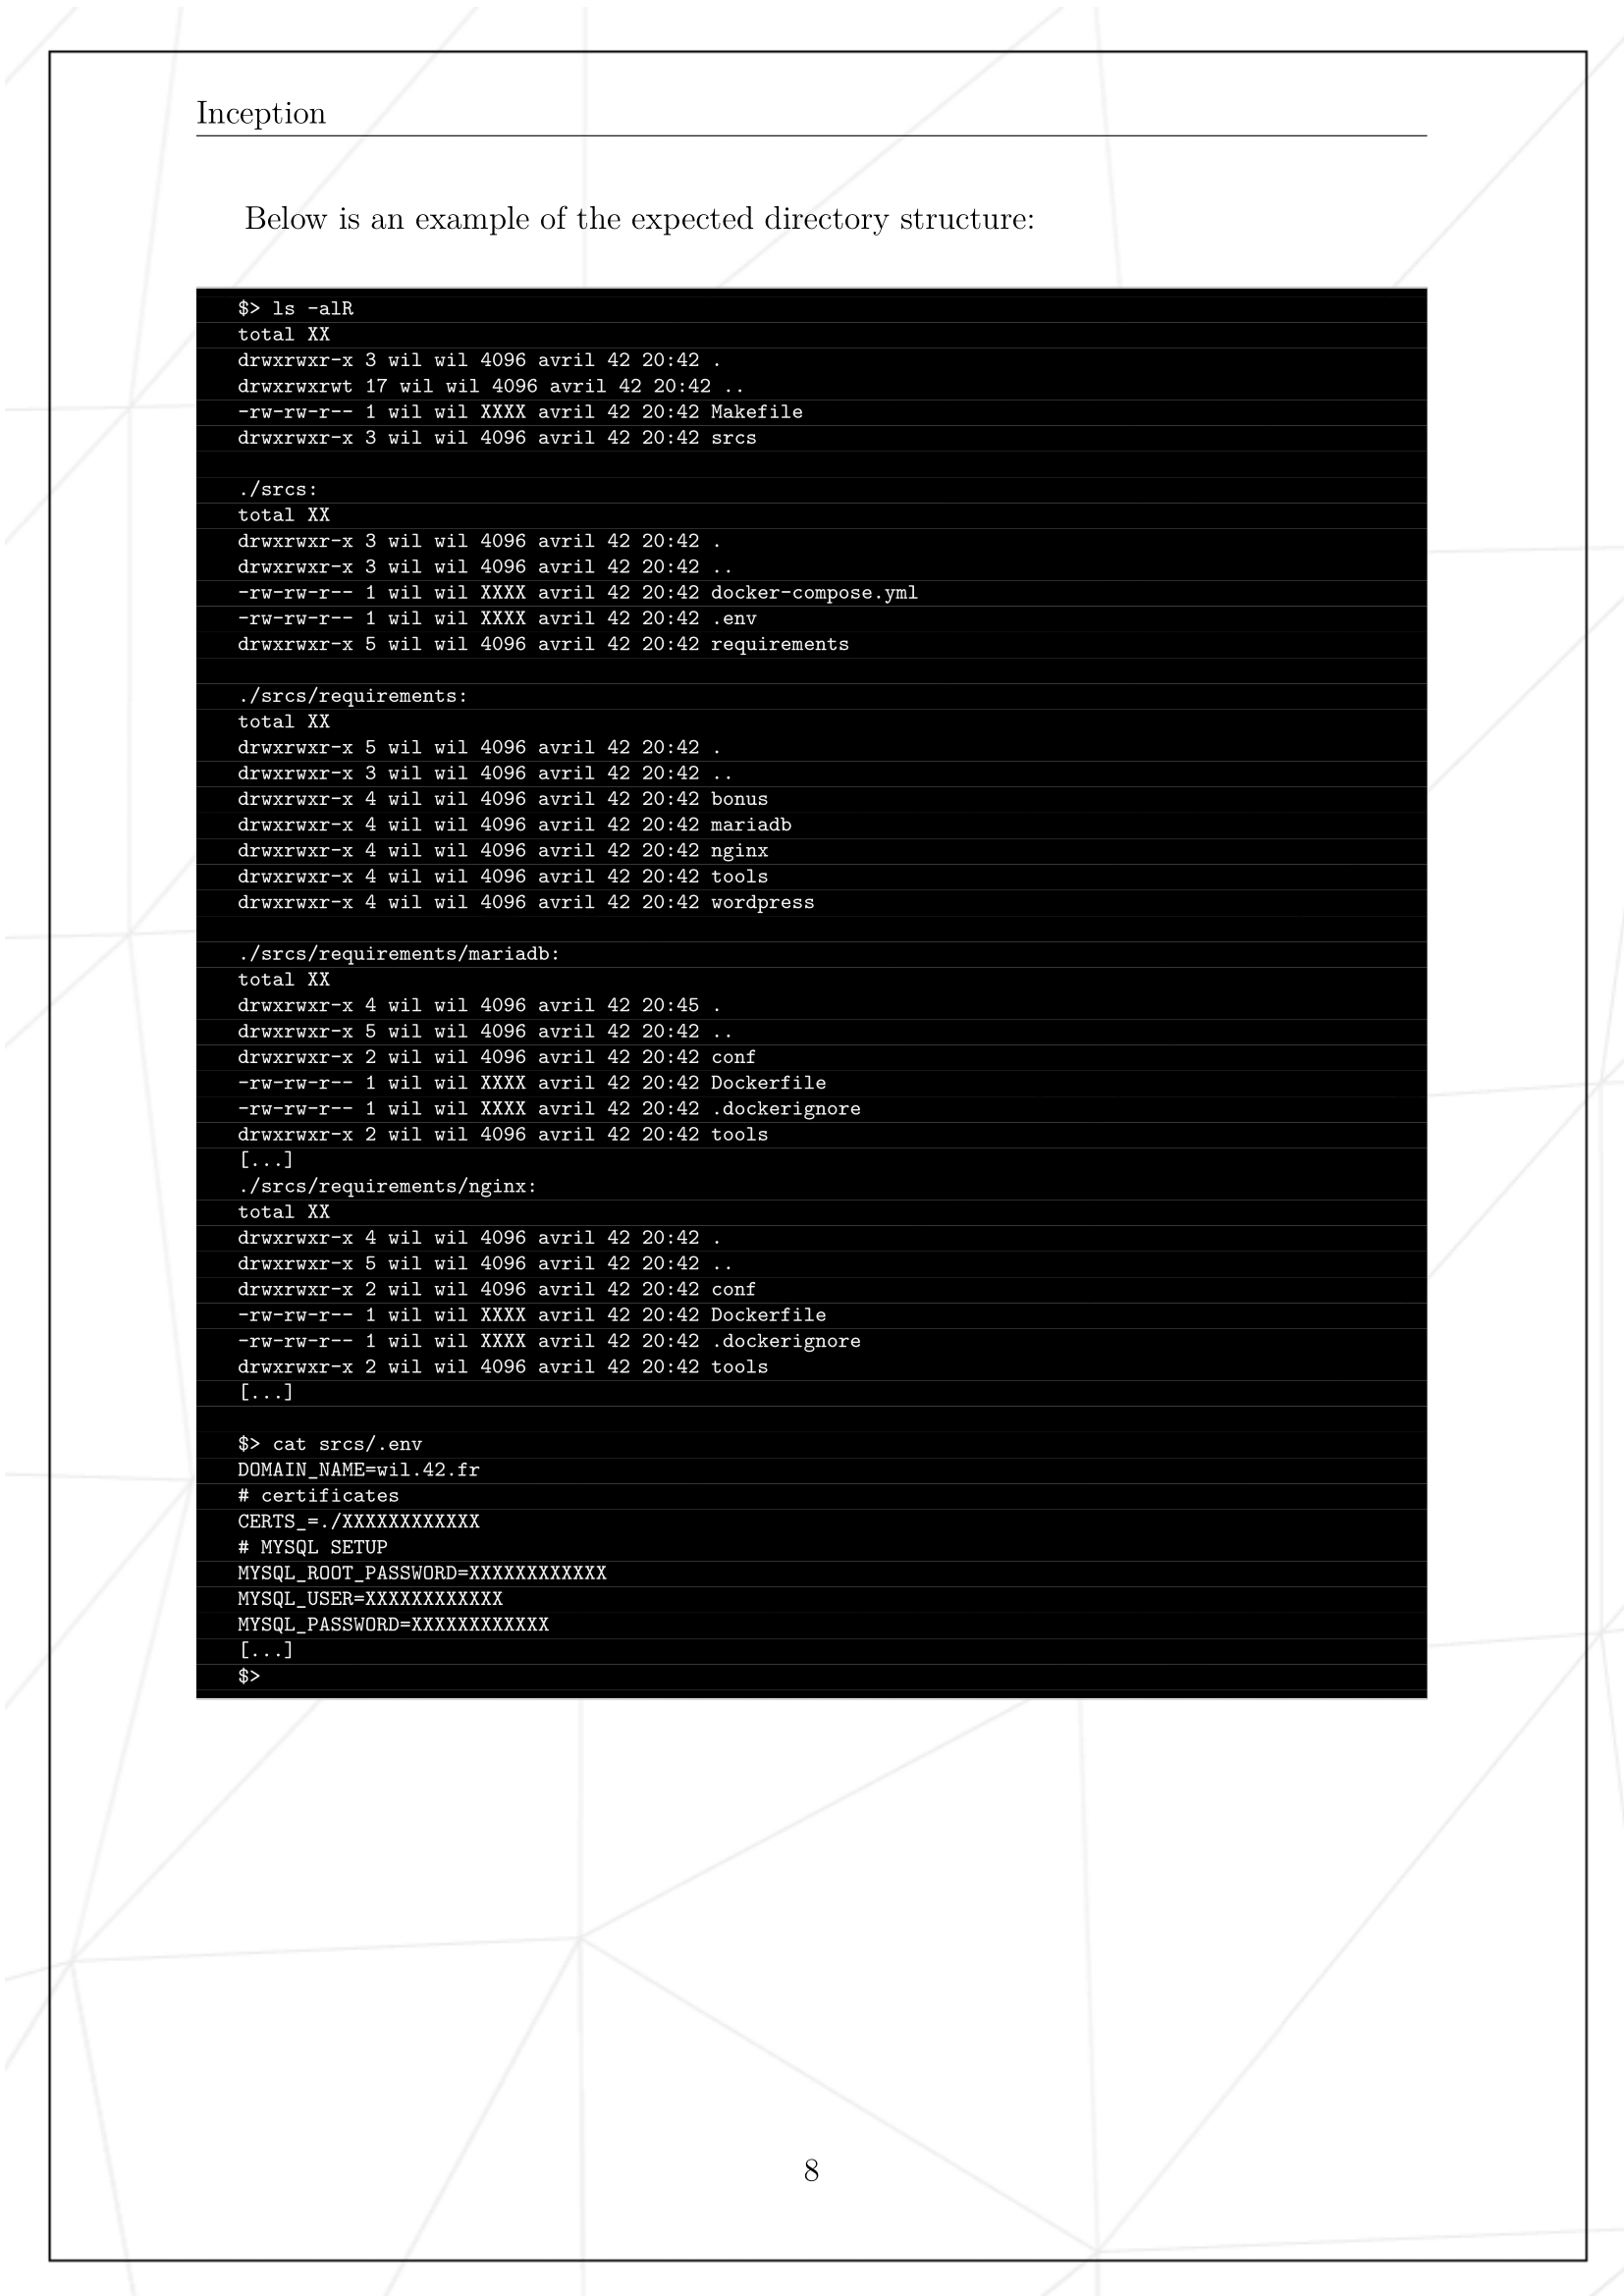 Inception
Below is an example of the expected directory structure:
$> ls -alR
total XX
drwxrwxr-x 3 wil wil 4096 avril 42 20:42 .
drwxrwxrwt 17 wil wil 4096 avril 42 20:42 ..
-rw-rw-r-- 1 wil wil XXXX avril 42 20:42 Makefile
drwxrwxr-x 3 wil wil 4096 avril 42 20:42 srcs
./srcs:
total XX
drwxrwxr-x 3 wil wil 4096 avril 42 20:42 .
drwxrwxr-x 3 wil wil 4096 avril 42 20:42 ..
-rw-rw-r-- 1 wil wil XXXX avril 42 20:42 docker-compose.yml
-rw-rw-r-- 1 wil wil XXXX avril 42 20:42 .env
drwxrwxr-x 5 wil wil 4096 avril 42 20:42 requirements
./srcs/requirements:
total XX
drwxrwxr-x 5 wil wil 4096 avril 42 20:42 .
drwxrwxr-x 3 wil wil 4096 avril 42 20:42 ..
drwxrwxr-x 4 wil wil 4096 avril 42 20:42 bonus
drwxrwxr-x 4 wil wil 4096 avril 42 20:42 mariadb
drwxrwxr-x 4 wil wil 4096 avril 42 20:42 nginx
drwxrwxr-x 4 wil wil 4096 avril 42 20:42 tools
drwxrwxr-x 4 wil wil 4096 avril 42 20:42 wordpress
./srcs/requirements/mariadb:
total XX
drwxrwxr-x 4 wil wil 4096 avril 42 20:45 .
drwxrwxr-x 5 wil wil 4096 avril 42 20:42 ..
drwxrwxr-x 2 wil wil 4096 avril 42 20:42 conf
-rw-rw-r-- 1 wil wil XXXX avril 42 20:42 Dockerfile
-rw-rw-r-- 1 wil wil XXXX avril 42 20:42 .dockerignore
drwxrwxr-x 2 wil wil 4096 avril 42 20:42 tools
[...]
./srcs/requirements/nginx:
total XX
drwxrwxr-x 4 wil wil 4096 avril 42 20:42 .
drwxrwxr-x 5 wil wil 4096 avril 42 20:42 ..
drwxrwxr-x 2 wil wil 4096 avril 42 20:42 conf
-rw-rw-r-- 1 wil wil XXXX avril 42 20:42 Dockerfile
-rw-rw-r-- 1 wil wil XXXX avril 42 20:42 .dockerignore
drwxrwxr-x 2 wil wil 4096 avril 42 20:42 tools
[...]
$> cat srcs/.env
DOMAIN_NAME=wil.42.fr
# certificates
CERTS_=./XXXXXXXXXXXX
# MYSQL SETUP
MYSQL_ROOT_PASSWORD=XXXXXXXXXXXX
MYSQL_USER=XXXXXXXXXXXX
MYSQL_PASSWORD=XXXXXXXXXXXX
[...]
$>
8